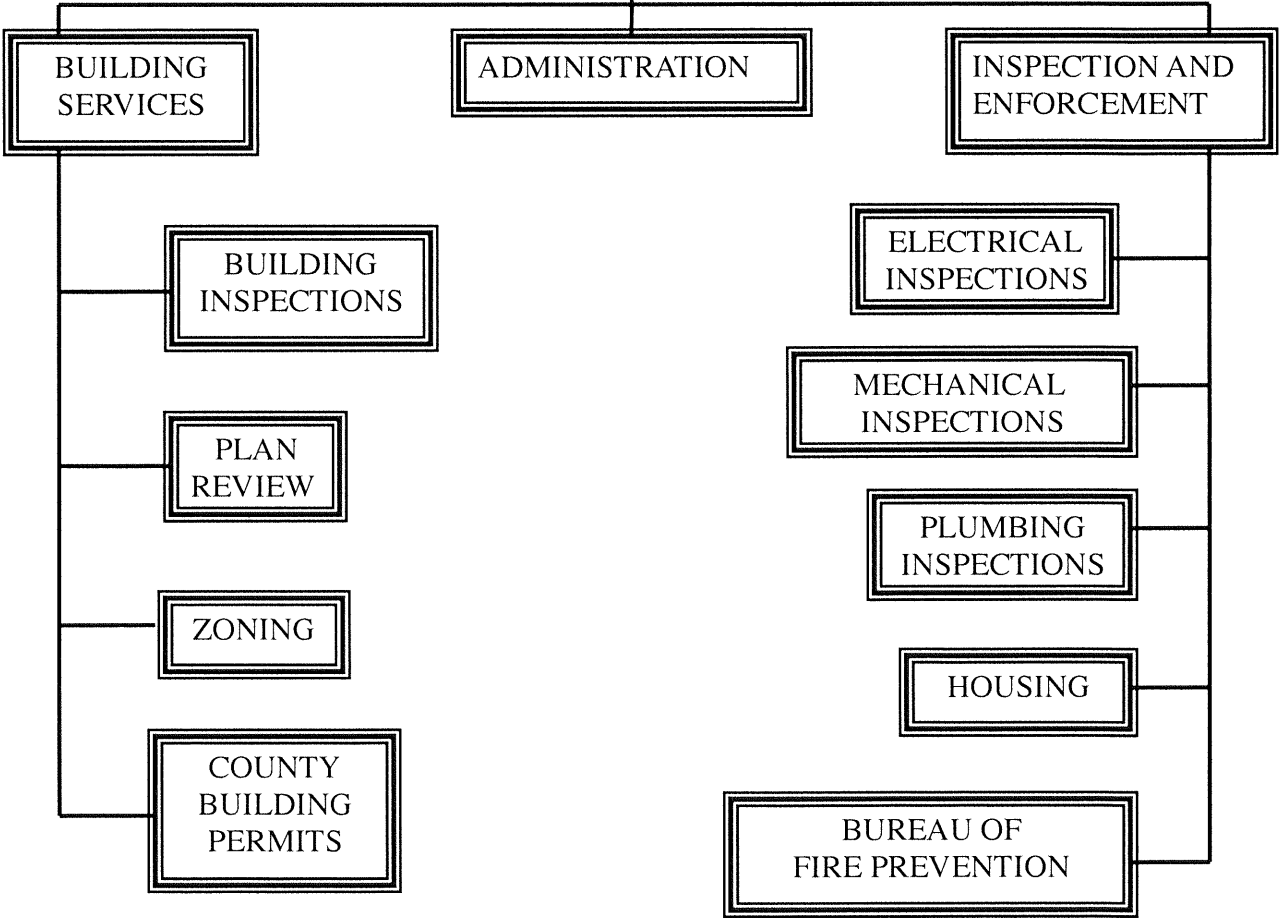 BUILDING
SERVICES
ADMINISTRATION
INSPECTION AND
ENFORCEMENT
BUILDING
INSPECTIONS
PLAN
REVIEW
ZONING
COUNTY
BUILDING
PERMITS
ELECTRICAL
INSPECTIONS
MECHANICAL
INSPECTIONS
PLUMBING
INSPECTIONS
HOUSING
BUREAU OF
FIRE PREVENTION